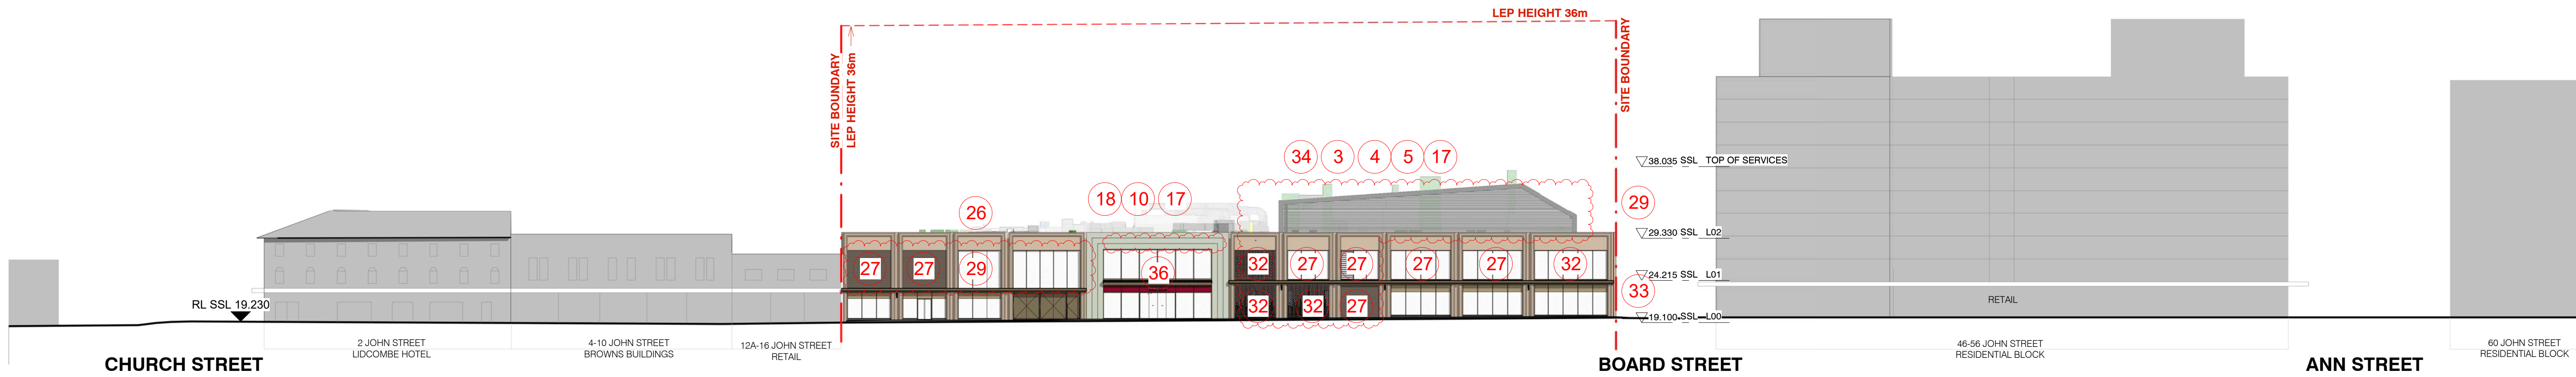 LEP HEIGHT 36m
SITE BOUNDARY
LEP HEIGHT 36m
SITE BOUNDARY
34 3 4 5 17
38.035 SSL TOP OF SERVICES
18 10 17
29
26
29.330 SSL L02
27 27 29 36 32 27 27 27 27 32
24.215 SSL L01
33
RL SSL 19.230
32 32 27
RETAIL
19.100 SSL L00
2 JOHN STREET
LIDCOMBE HOTEL
4-10 JOHN STREET
BROWNS BUILDINGS
12A-16 JOHN STREET
RETAIL
46-56 JOHN STREET
RESIDENTIAL BLOCK
60 JOHN STREET
RESIDENTIAL BLOCK
CHURCH STREET
BOARD STREET
ANN STREET